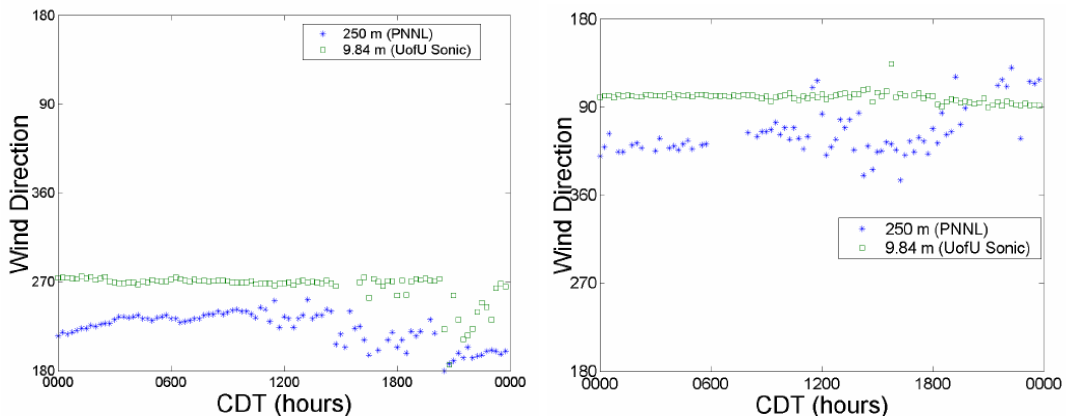 180
90
360
270
180
Wind Direction
250 m (PNNL)
9.84 m (UofU Sonic)
0000 0600 1200 1800 0000
CDT (hours)
180
90
360
270
180
Wind Direction
250 m (PNNL)
9.84 m (UofU Sonic)
0000 0600 1200 1800 0000
CDT (hours)